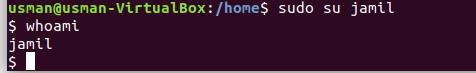 usman@usman-VirtualBox:/home$ sudo su jamil
$ whoami
jamil
$